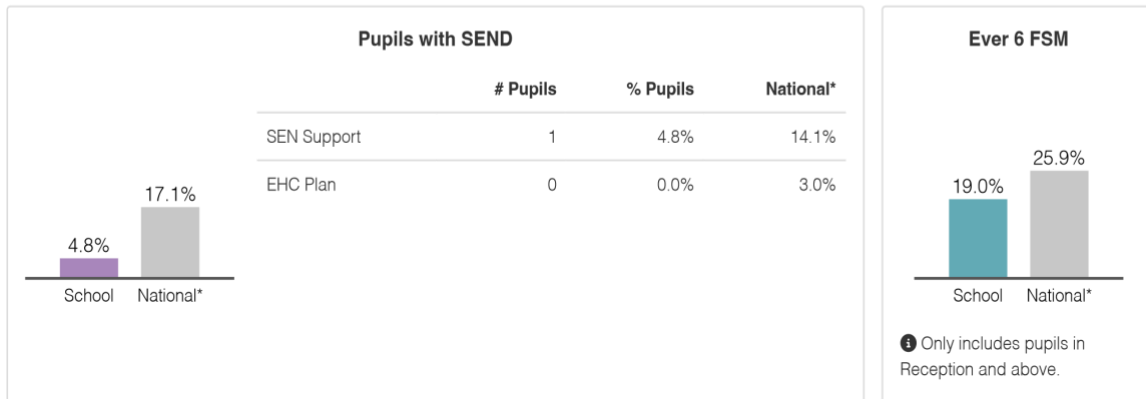 Pupils with SEND
# Pupils % Pupils National*
SEN Support 1 4.8% 14.1%
EHC Plan 0 0.0% 3.0%
17.1%
4.8%
School National*
Ever 6 FSM
25.9%
19.0%
School National*
Only includes pupils in
Reception and above.